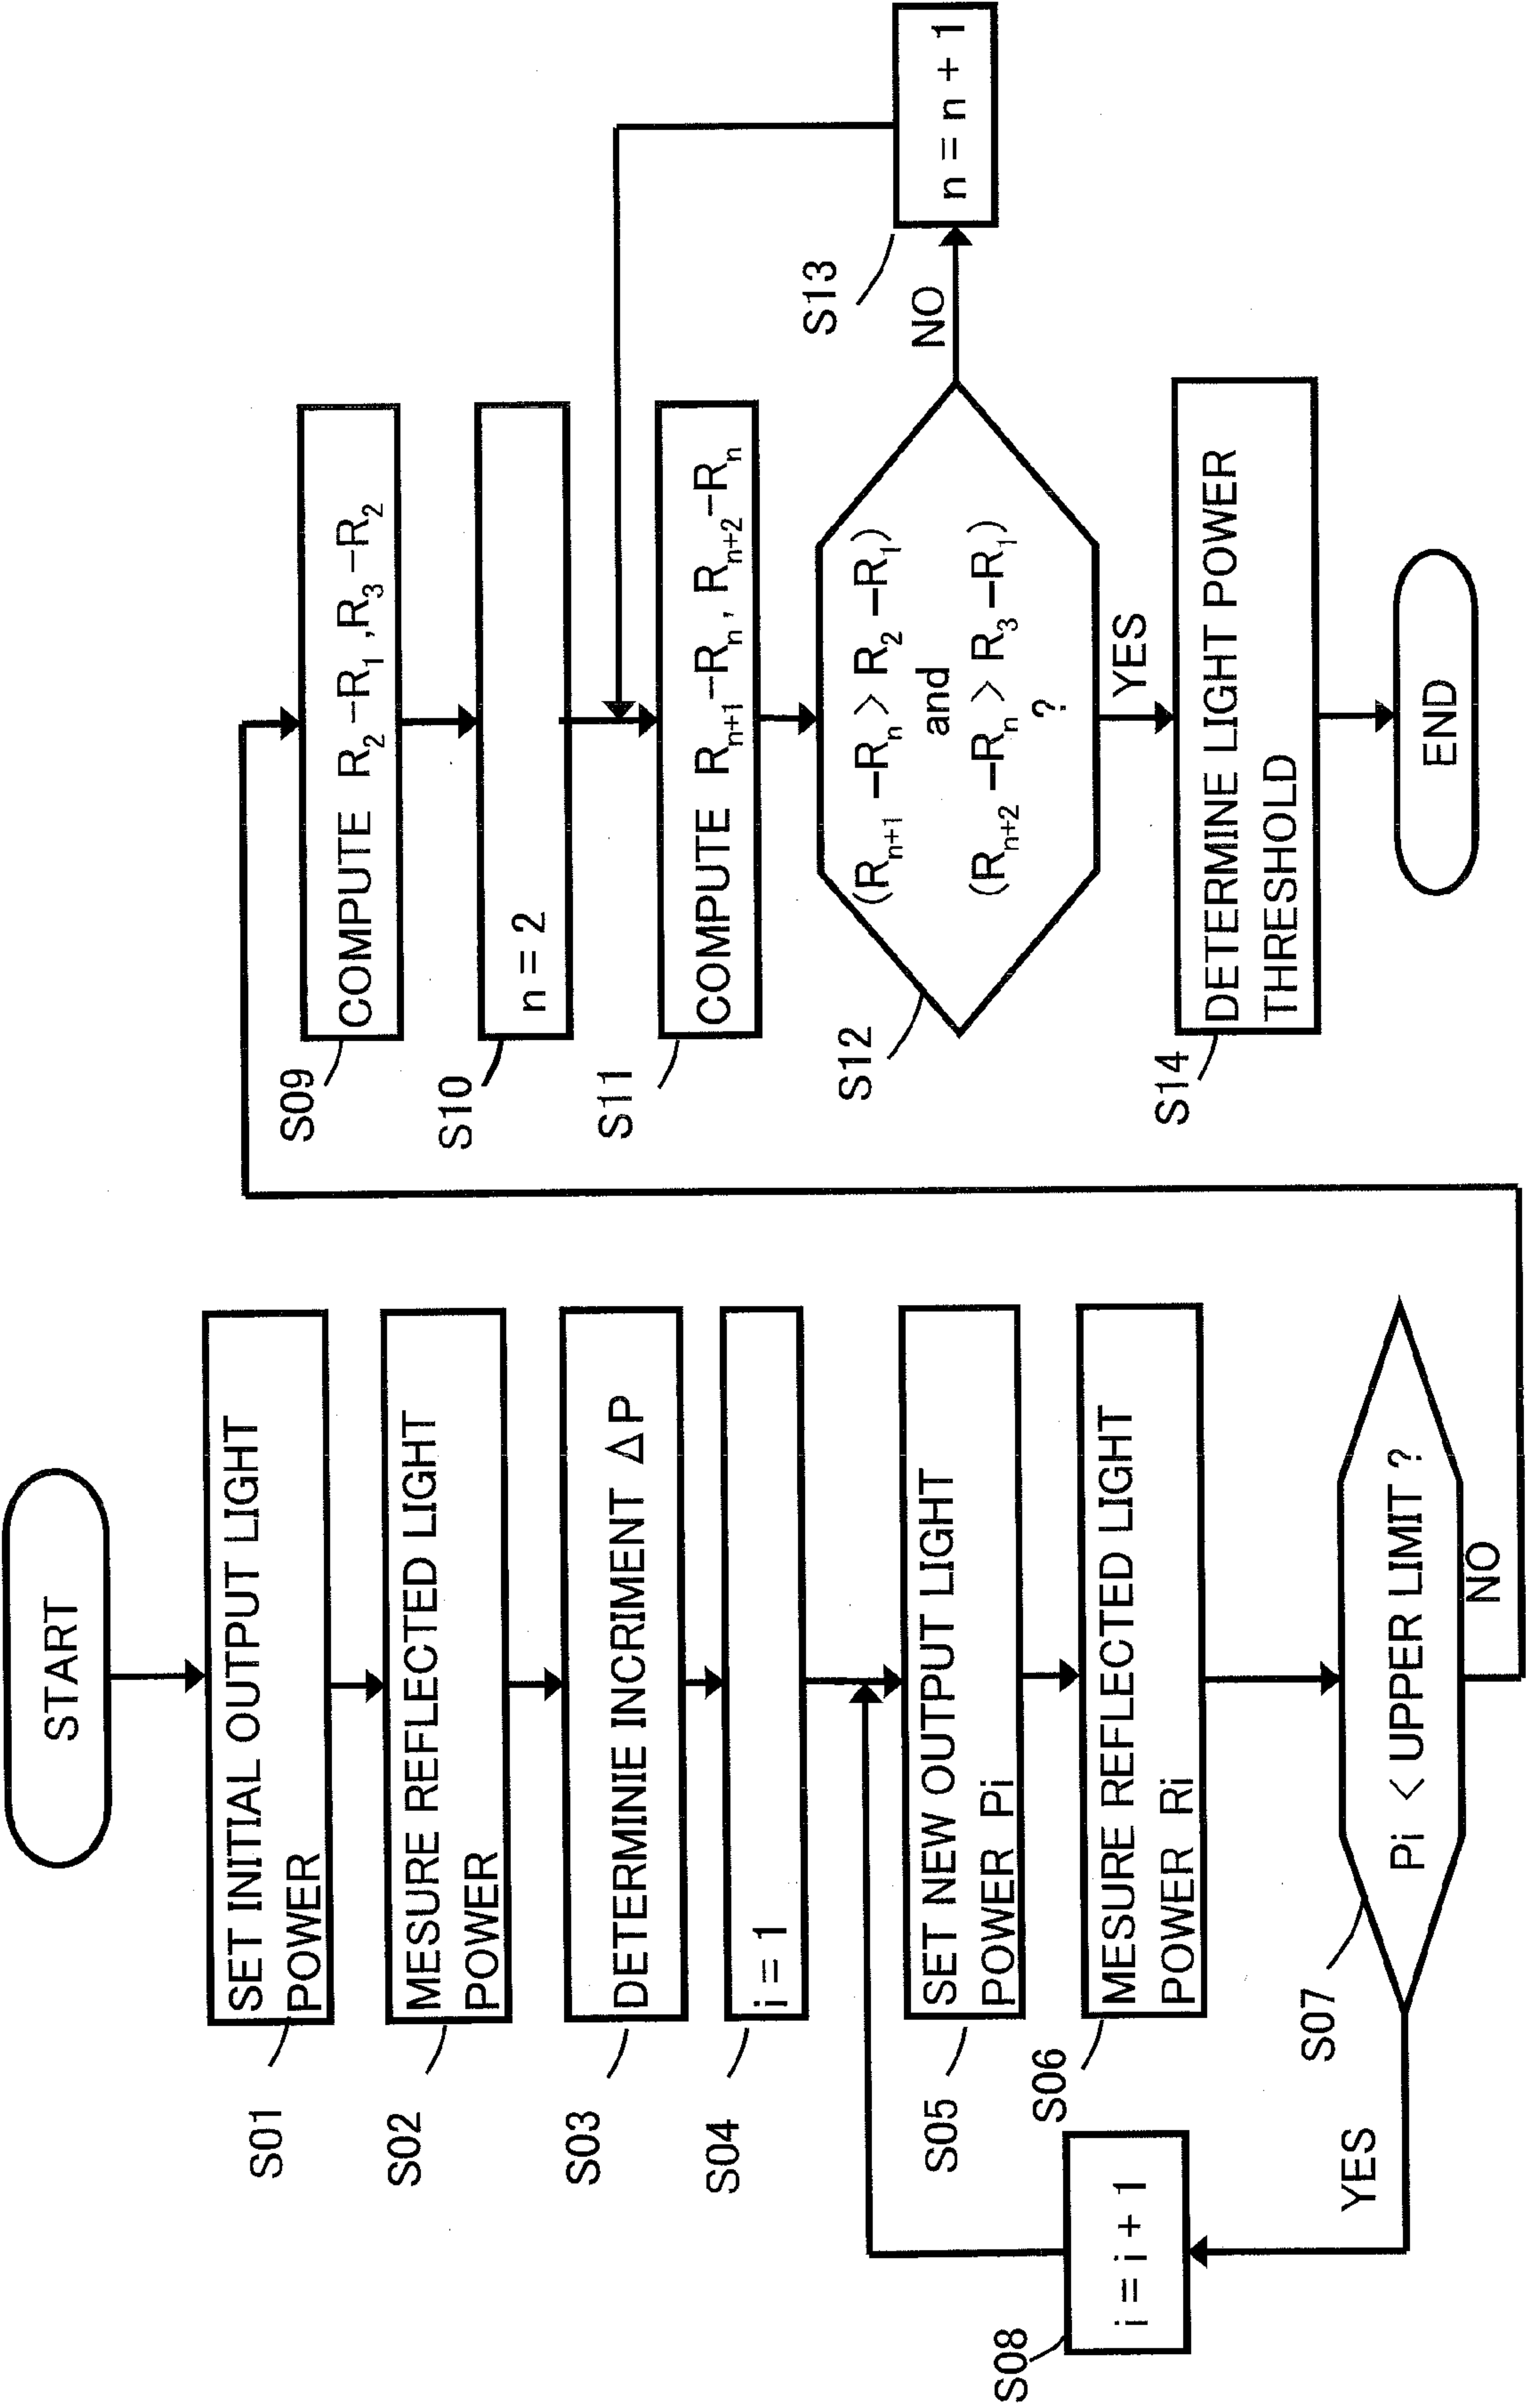 START
S01
SET INITIAL OUTPUT LIGHT
POWER
S02
MESURE REFLECTED LIGHT
POWER
S03
DETERMINIE INCRIMENT ΔP
S04
i = 1
S05
SET NEW OUTPUT LIGHT
POWER Pi
S06
MESURE REFLECTED LIGHT
POWER Ri
S07
Pi < UPPER LIMIT ?
YES
NO
S08
i = i + 1
S09
COMPUTE R₂ −R₁ ,R₃ −R₂
S10
n = 2
S11
COMPUTE Rₙ₊₁−Rₙ, Rₙ₊₂−Rₙ
S12
(Rₙ₊₁ −Rₙ > R₂ −R₁)
and
(Rₙ₊₂ −Rₙ > R₃ −R₁)
?
NO
S13
n = n + 1
YES
S14
DETERMINE LIGHT POWER
THRESHOLD
END